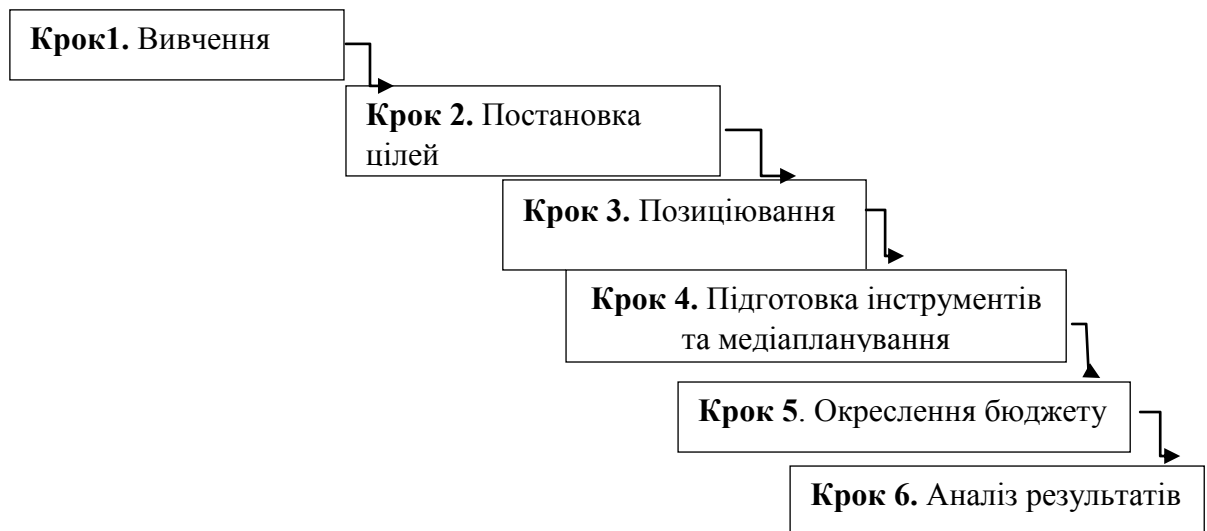 Крок1. Вивчення
Крок 2. Постановка
цілей
Крок 3. Позиціювання
Крок 4. Підготовка інструментів
та медіапланування
Крок 5. Окреслення бюджету
Крок 6. Аналіз результатів